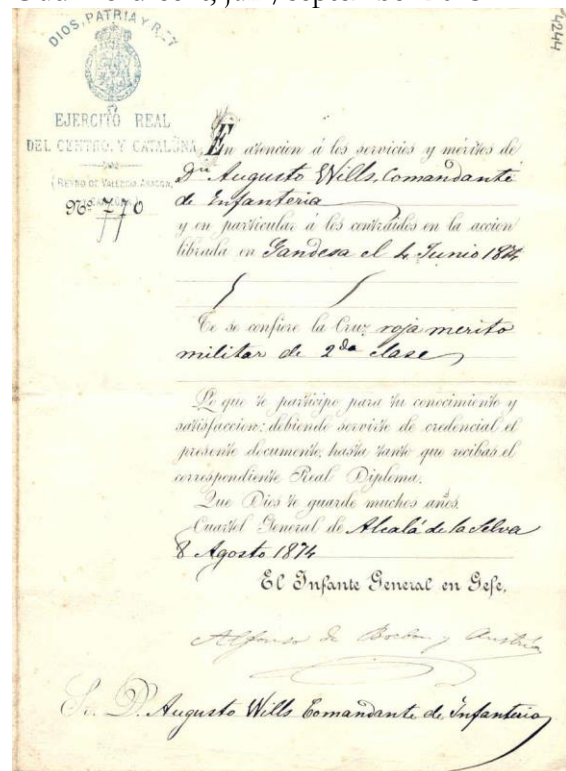 DIOS, PATRIA Y REY
4244
EJERCITO REAL
DEL CENTRO, Y CATALUÑA
(REYNO DE VALENCIA ARAGON,
Nº 770
En atencion á los servicios y méritos de
Dn Augusto Wills, Comandante
de Infanteria
y en particular á los contraidos en la accion
librada en Gandesa el 4 Junio 1874
Te se confiere la Cruz roja merito
militar de 2da clase
Lo que te participo para tu conocimiento y
satisfaccion; debiendo servirte de credencial el
presente documento, hasta tanto que recibas el
correspondiente Real Diploma.
Que Dios te guarde muchos años.
Cuartel General de Alcalá de la Selva
8 Agosto 1874
El Infante General en Gefe,
Alfonso de Borbon y Austria
Sr. D. Augusto Wills Comandante de Infanteria